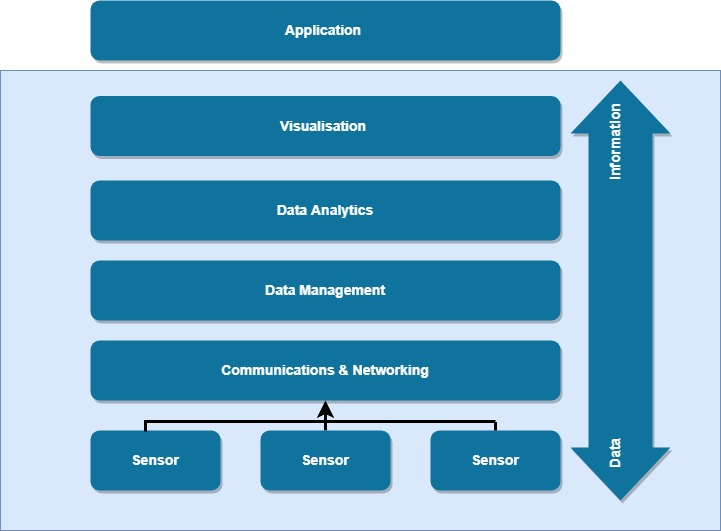 Application
Visualisation
Data Analytics
Data Management
Communications & Networking
Sensor
Sensor
Sensor
Information
Data